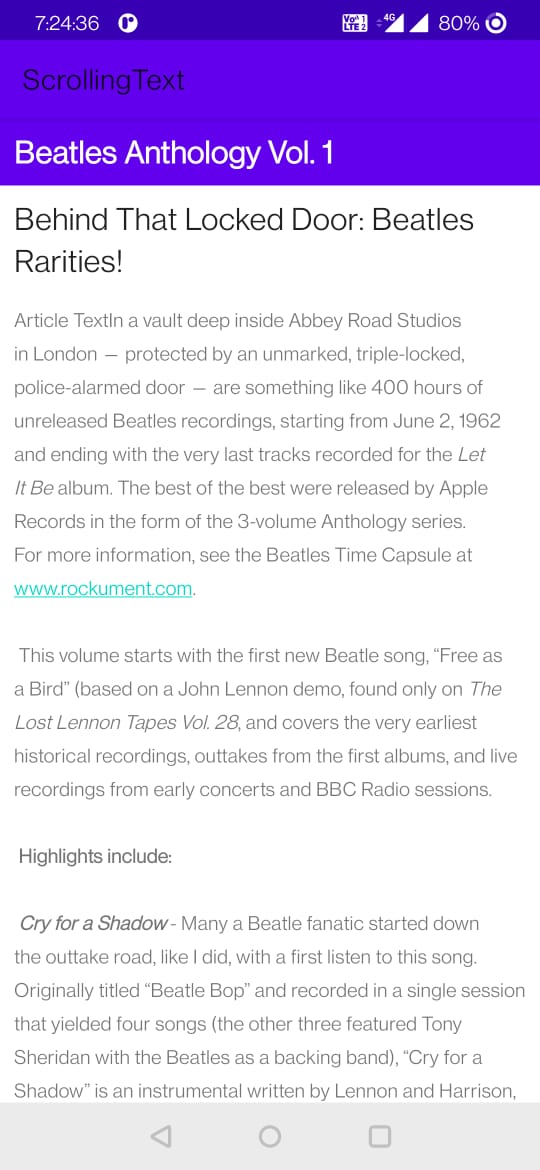 7:24:36 VoA 1 LTE 2 4G 80%
ScrollingText
Beatles Anthology Vol. 1
Behind That Locked Door: Beatles
Rarities!
Article TextIn a vault deep inside Abbey Road Studios
in London — protected by an unmarked, triple-locked,
police-alarmed door — are something like 400 hours of
unreleased Beatles recordings, starting from June 2, 1962
and ending with the very last tracks recorded for the Let
It Be album. The best of the best were released by Apple
Records in the form of the 3-volume Anthology series.
For more information, see the Beatles Time Capsule at
www.rockument.com.
This volume starts with the first new Beatle song, “Free as
a Bird” (based on a John Lennon demo, found only on The
Lost Lennon Tapes Vol. 28, and covers the very earliest
historical recordings, outtakes from the first albums, and live
recordings from early concerts and BBC Radio sessions.
Highlights include:
Cry for a Shadow - Many a Beatle fanatic started down
the outtake road, like I did, with a first listen to this song.
Originally titled “Beatle Bop” and recorded in a single session
that yielded four songs (the other three featured Tony
Sheridan with the Beatles as a backing band), “Cry for a
Shadow” is an instrumental written by Lennon and Harrison,